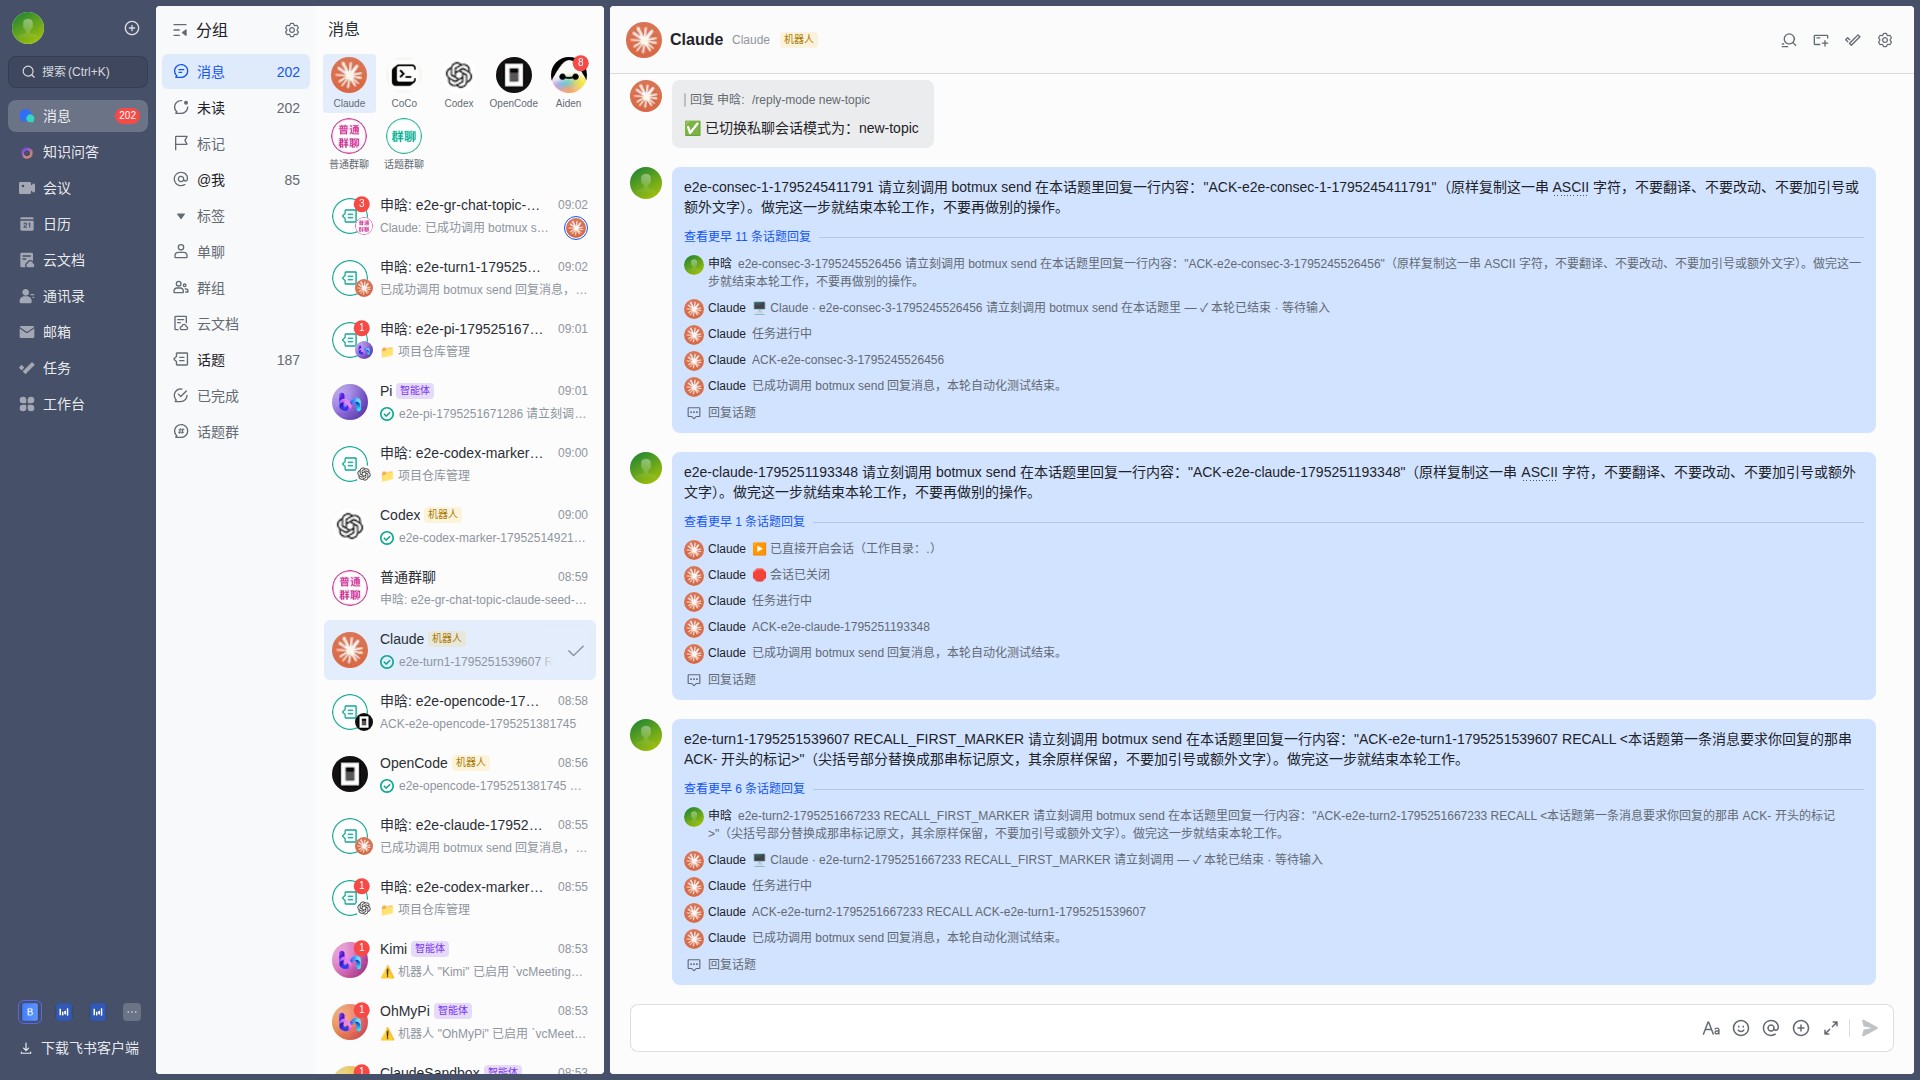 搜索 (Ctrl+K)
消息 202
知识问答
会议
日历
云文档
通讯录
邮箱
任务
工作台
下载飞书客户端
分组
消息 202
未读 202
标记
@我 85
标签
单聊
群组
云文档
话题 187
已完成
话题群
消息
Claude
CoCo
Codex
OpenCode
8
Aiden
普通群聊
普通群聊
群聊
话题群聊
3
普通群聊
申晗: e2e-gr-chat-topic-... 09:02
Claude: 已成功调用 botmux s...
申晗: e2e-turn1-179525... 09:02
已成功调用 botmux send 回复消息，...
1
申晗: e2e-pi-179525167... 09:01
📁 项目仓库管理
Pi 智能体 09:01
e2e-pi-1795251671286 请立刻调...
申晗: e2e-codex-marker... 09:00
📁 项目仓库管理
Codex 机器人 09:00
e2e-codex-marker-17952514921...
普通群聊
普通群聊 08:59
申晗: e2e-gr-chat-topic-claude-seed-...
Claude 机器人
e2e-turn1-1795251539607
申晗: e2e-opencode-17... 08:58
ACK-e2e-opencode-1795251381745
OpenCode 机器人 08:56
e2e-opencode-1795251381745 ...
申晗: e2e-claude-17952... 08:55
已成功调用 botmux send 回复消息，...
1
申晗: e2e-codex-marker... 08:55
📁 项目仓库管理
1
Kimi 智能体 08:53
⚠️ 机器人 "Kimi" 已启用 `vcMeeting...
1
OhMyPi 智能体 08:53
⚠️ 机器人 "OhMyPi" 已启用 `vcMeet...
1
ClaudeSandbox 智能体 08:53
Claude Claude 机器人
回复 申晗: /reply-mode new-topic
✅ 已切换私聊会话模式为：new-topic
e2e-consec-1-1795245411791 请立刻调用 botmux send 在本话题里回复一行内容："ACK-e2e-consec-1-1795245411791"（原样复制这一串 ASCII 字符，不要翻译、不要改动、不要加引号或
额外文字）。做完这一步就结束本轮工作，不要再做别的操作。
查看更早 11 条话题回复
申晗 e2e-consec-3-1795245526456 请立刻调用 botmux send 在本话题里回复一行内容："ACK-e2e-consec-3-1795245526456"（原样复制这一串 ASCII 字符，不要翻译、不要改动、不要加引号或额外文字）。做完这一
步就结束本轮工作，不要再做别的操作。
Claude 🖥️ Claude · e2e-consec-3-1795245526456 请立刻调用 botmux send 在本话题里 — ✓ 本轮已结束 · 等待输入
Claude 任务进行中
Claude ACK-e2e-consec-3-1795245526456
Claude 已成功调用 botmux send 回复消息，本轮自动化测试结束。
回复话题
e2e-claude-1795251193348 请立刻调用 botmux send 在本话题里回复一行内容："ACK-e2e-claude-1795251193348"（原样复制这一串 ASCII 字符，不要翻译、不要改动、不要加引号或额外
文字）。做完这一步就结束本轮工作，不要再做别的操作。
查看更早 1 条话题回复
Claude ▶️ 已直接开启会话（工作目录：.）
Claude 🛑 会话已关闭
Claude 任务进行中
Claude ACK-e2e-claude-1795251193348
Claude 已成功调用 botmux send 回复消息，本轮自动化测试结束。
回复话题
e2e-turn1-1795251539607 RECALL_FIRST_MARKER 请立刻调用 botmux send 在本话题里回复一行内容："ACK-e2e-turn1-1795251539607 RECALL <本话题第一条消息要求你回复的那串
ACK- 开头的标记>"（尖括号部分替换成那串标记原文，其余原样保留，不要加引号或额外文字）。做完这一步就结束本轮工作。
查看更早 6 条话题回复
申晗 e2e-turn2-1795251667233 RECALL_FIRST_MARKER 请立刻调用 botmux send 在本话题里回复一行内容："ACK-e2e-turn2-1795251667233 RECALL <本话题第一条消息要求你回复的那串 ACK- 开头的标记
>"（尖括号部分替换成那串标记原文，其余原样保留，不要加引号或额外文字）。做完这一步就结束本轮工作。
Claude 🖥️ Claude · e2e-turn2-1795251667233 RECALL_FIRST_MARKER 请立刻调用 — ✓ 本轮已结束 · 等待输入
Claude 任务进行中
Claude ACK-e2e-turn2-1795251667233 RECALL ACK-e2e-turn1-1795251539607
Claude 已成功调用 botmux send 回复消息，本轮自动化测试结束。
回复话题
Aa